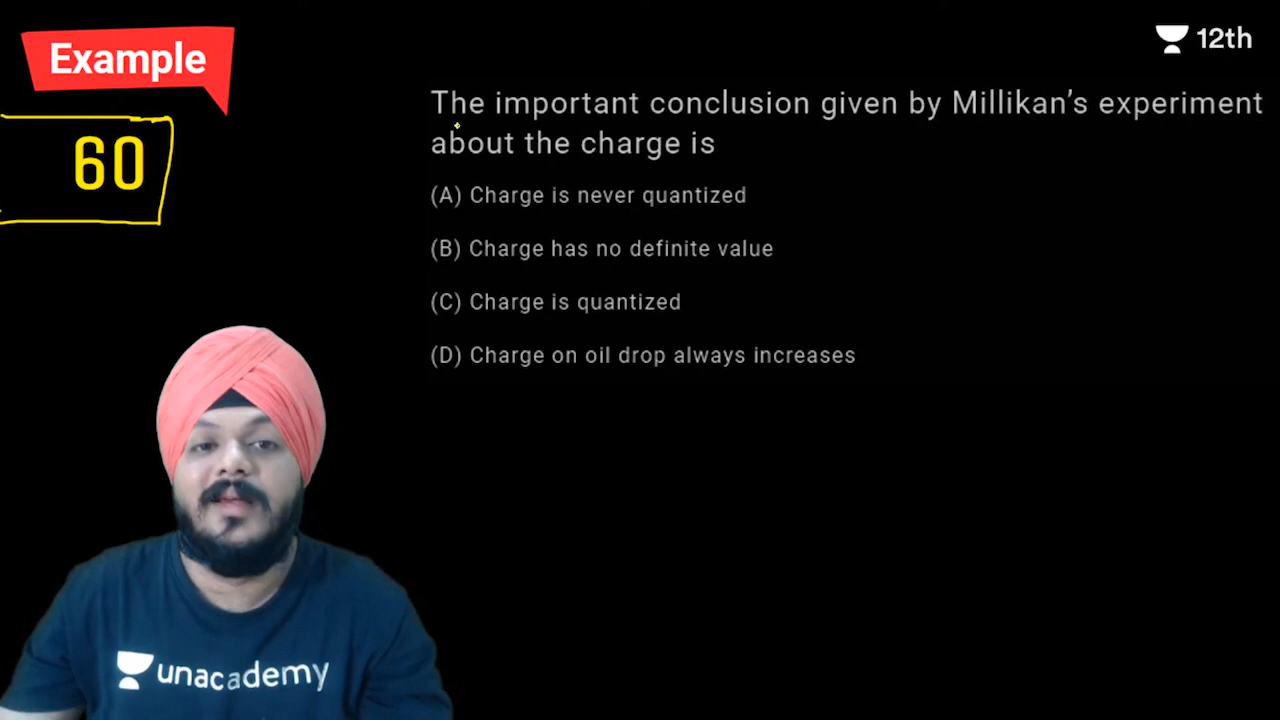 Example
12th
60
The important conclusion given by Millikan's experiment
about the charge is
(A) Charge is never quantized
(B) Charge has no definite value
(C) Charge is quantized
(D) Charge on oil drop always increases
unacademy